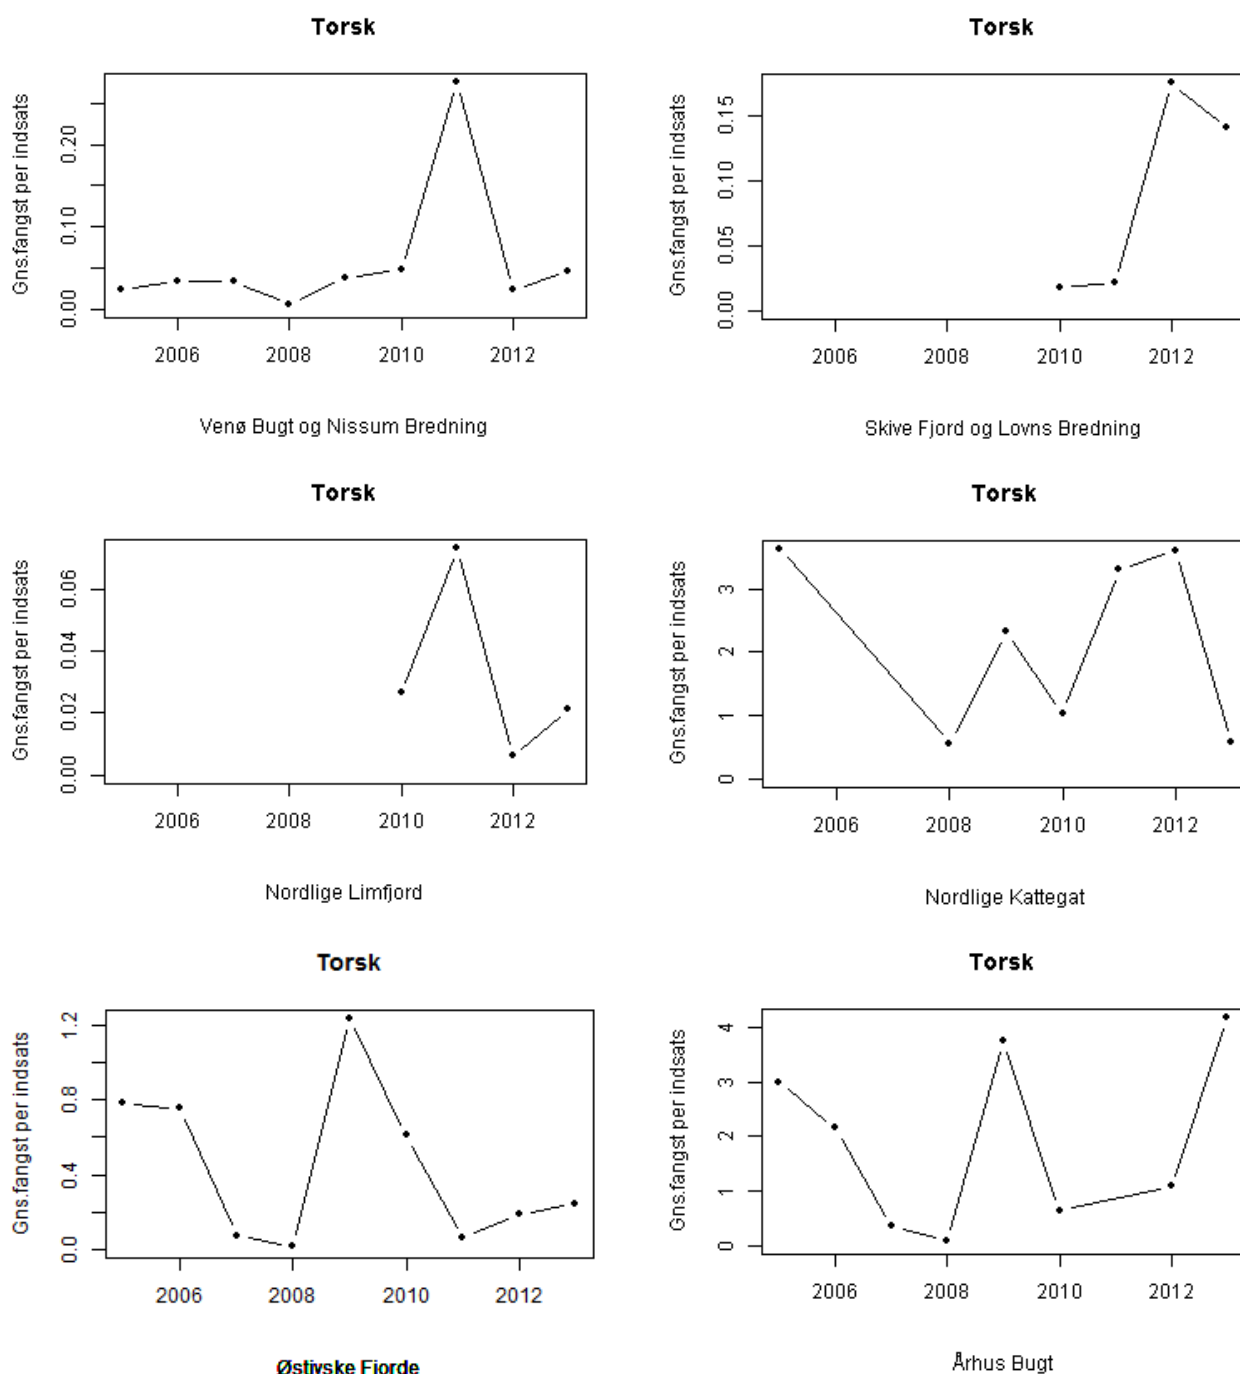 Torsk
Gns.fangst per indsats
0.00 0.10 0.20
2006 2008 2010 2012
Venø Bugt og Nissum Bredning
Torsk
Gns.fangst per indsats
0.00 0.05 0.10 0.15
2006 2008 2010 2012
Skive Fjord og Lovns Bredning
Torsk
Gns.fangst per indsats
0.00 0.02 0.04 0.06
2006 2008 2010 2012
Nordlige Limfjord
Torsk
Gns.fangst per indsats
0 1 2 3
2006 2008 2010 2012
Nordlige Kattegat
Torsk
Gns.fangst per indsats
0.0 0.4 0.8 1.2
2006 2008 2010 2012
Østjyske Fjorde
Torsk
Gns.fangst per indsats
0 1 2 3 4
2006 2008 2010 2012
Århus Bugt